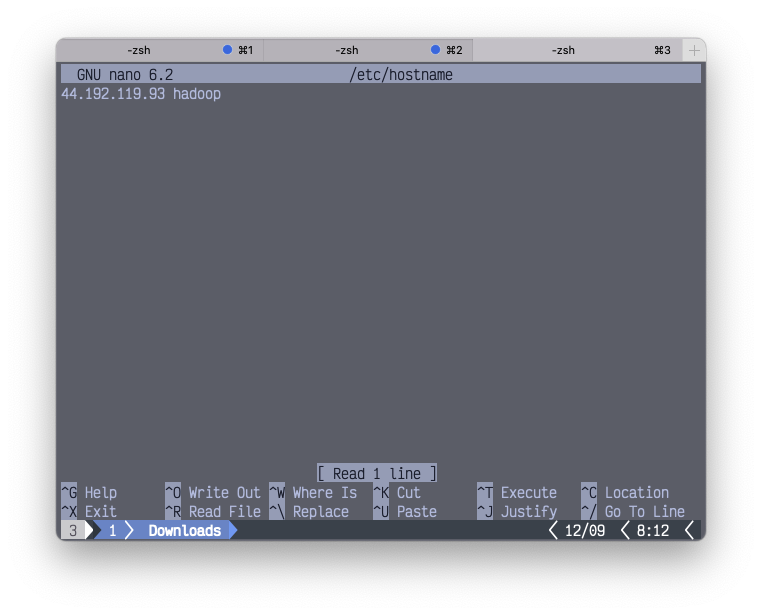 -zsh ⌘1 -zsh ⌘2 -zsh ⌘3 +
GNU nano 6.2 /etc/hostname
44.192.119.93 hadoop
[ Read 1 line ]
^G Help ^O Write Out ^W Where Is ^K Cut ^T Execute ^C Location
^X Exit ^R Read File ^\ Replace ^U Paste ^J Justify ^/ Go To Line
3 1 Downloads 12/09 8:12